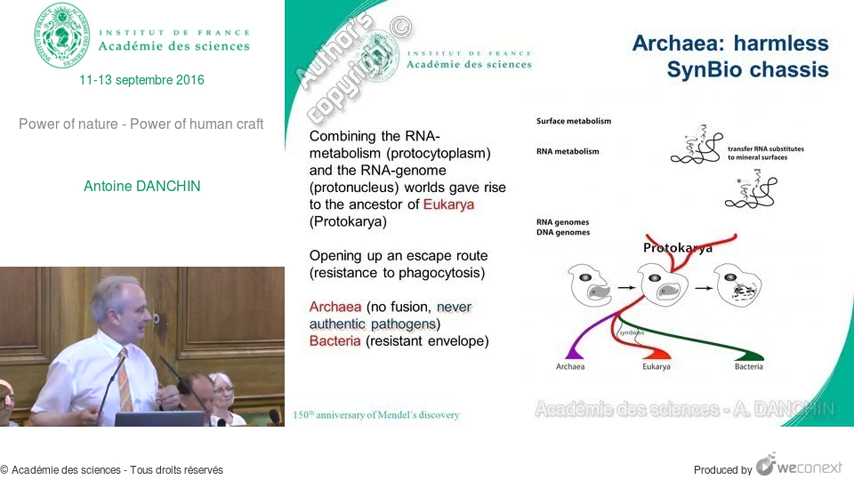 INSTITUT DE FRANCE
Académie des sciences
11-13 septembre 2016
Power of nature - Power of human craft
Antoine DANCHIN
Author's
copyright ©
INSTITUT DE FRANCE
Académie des sciences
Archaea: harmless
SynBio chassis
Combining the RNA-
metabolism (protocytoplasm)
and the RNA-genome
(protonucleus) worlds gave rise
to the ancestor of Eukarya
(Protokarya)
Opening up an escape route
(resistance to phagocytosis)
Archaea (no fusion, never
authentic pathogens)
Bacteria (resistant envelope)
150th anniversary of Mendel's discovery
Surface metabolism
RNA metabolism
transfer RNA substitutes
to mineral surfaces
RNA genomes
DNA genomes
Protokarya
symbiosis
Archaea
Eukarya
Bacteria
Académie des sciences - A. DANCHIN
© Académie des sciences - Tous droits réservés
Produced by weconext